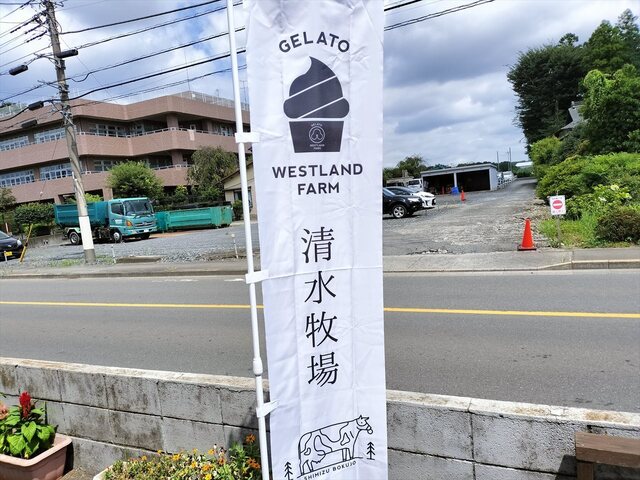 GELATO
WESTLAND
FARM
清水牧場
SHIMIZU BOKUJO